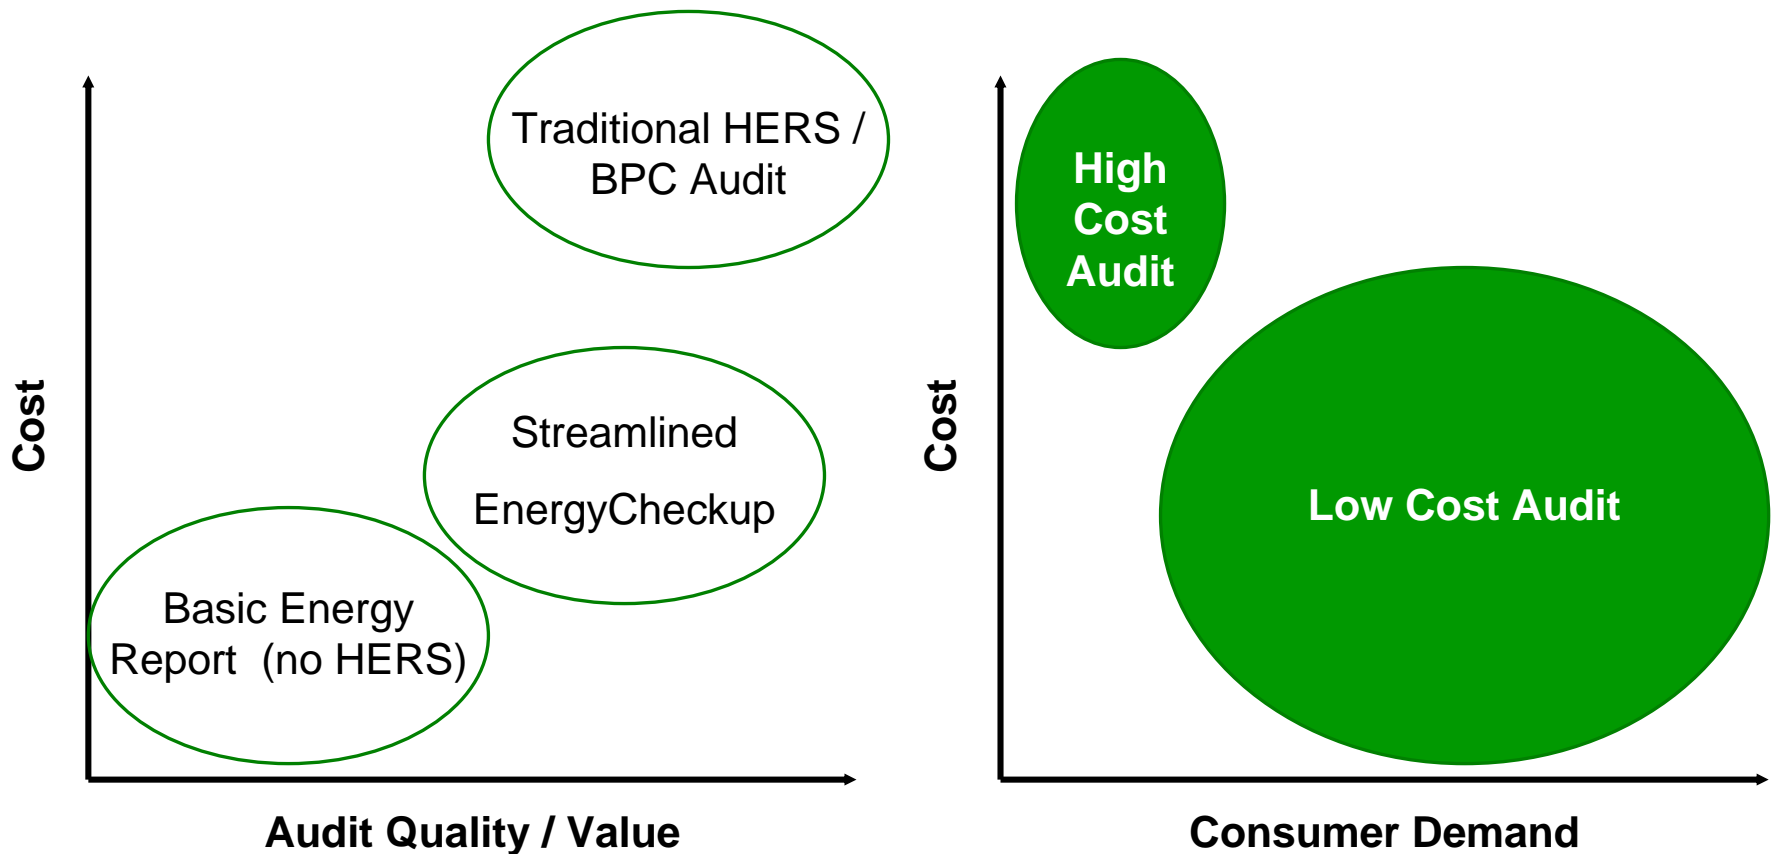 Cost
Traditional HERS /
BPC Audit
Streamlined
EnergyCheckup
Basic Energy
Report  (no HERS)
Audit Quality / Value
Cost
High
Cost
Audit
Low Cost Audit
Consumer Demand